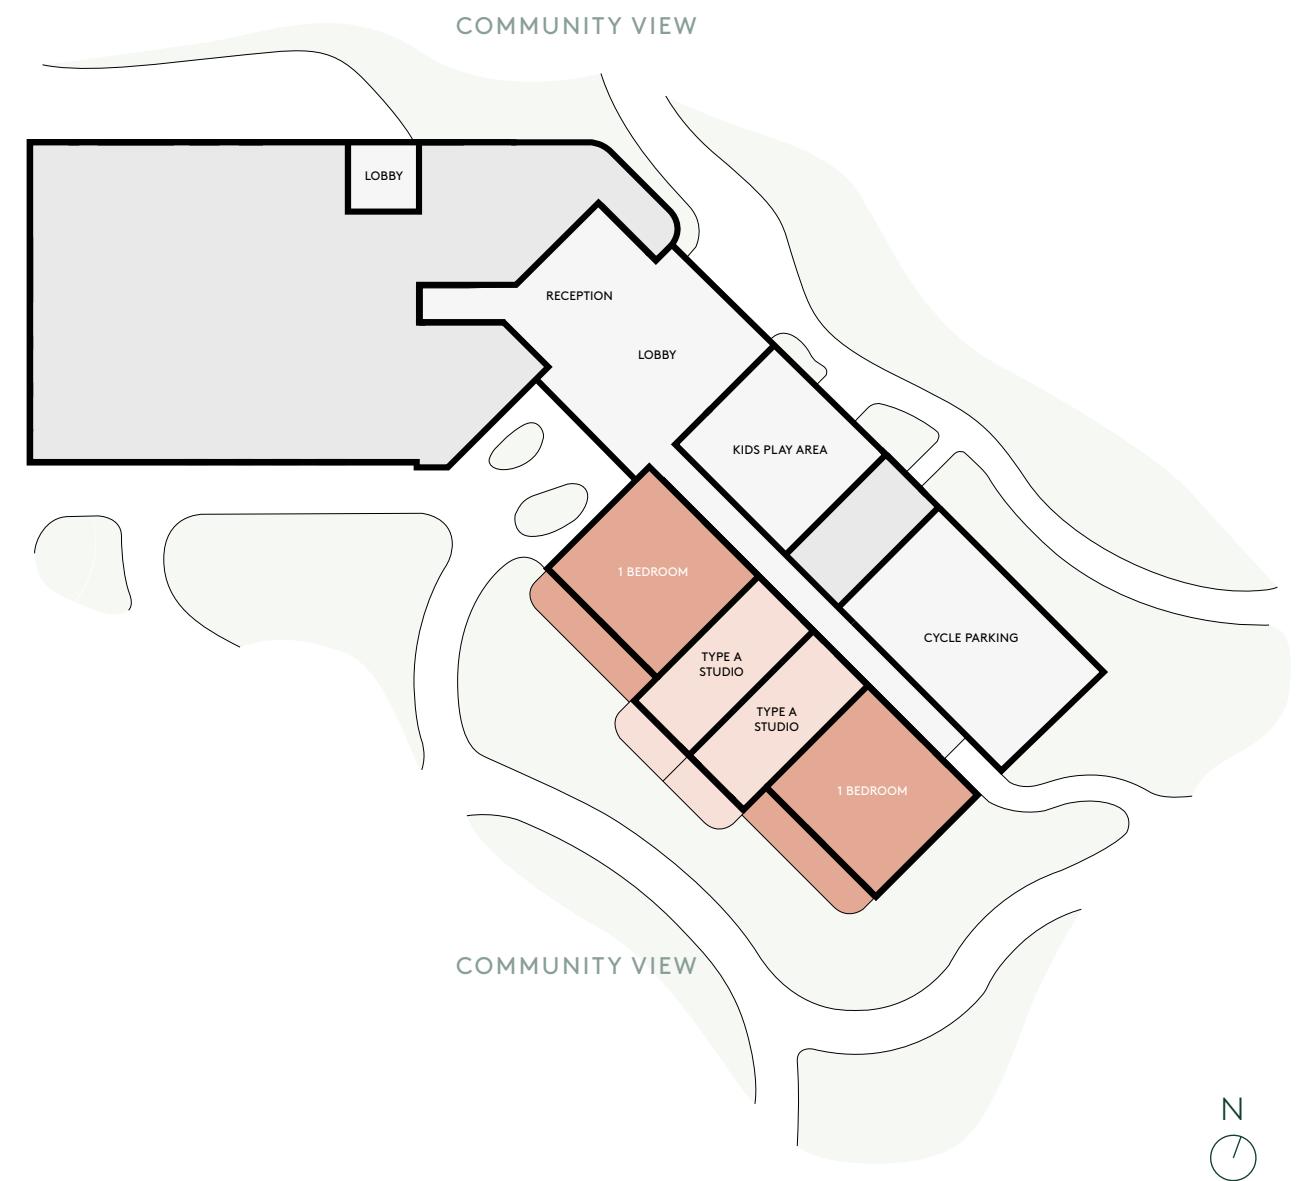 COMMUNITY VIEW
LOBBY
RECEPTION
LOBBY
KIDS PLAY AREA
1 BEDROOM
CYCLE PARKING
TYPE A
STUDIO
TYPE A
STUDIO
1 BEDROOM
COMMUNITY VIEW
N